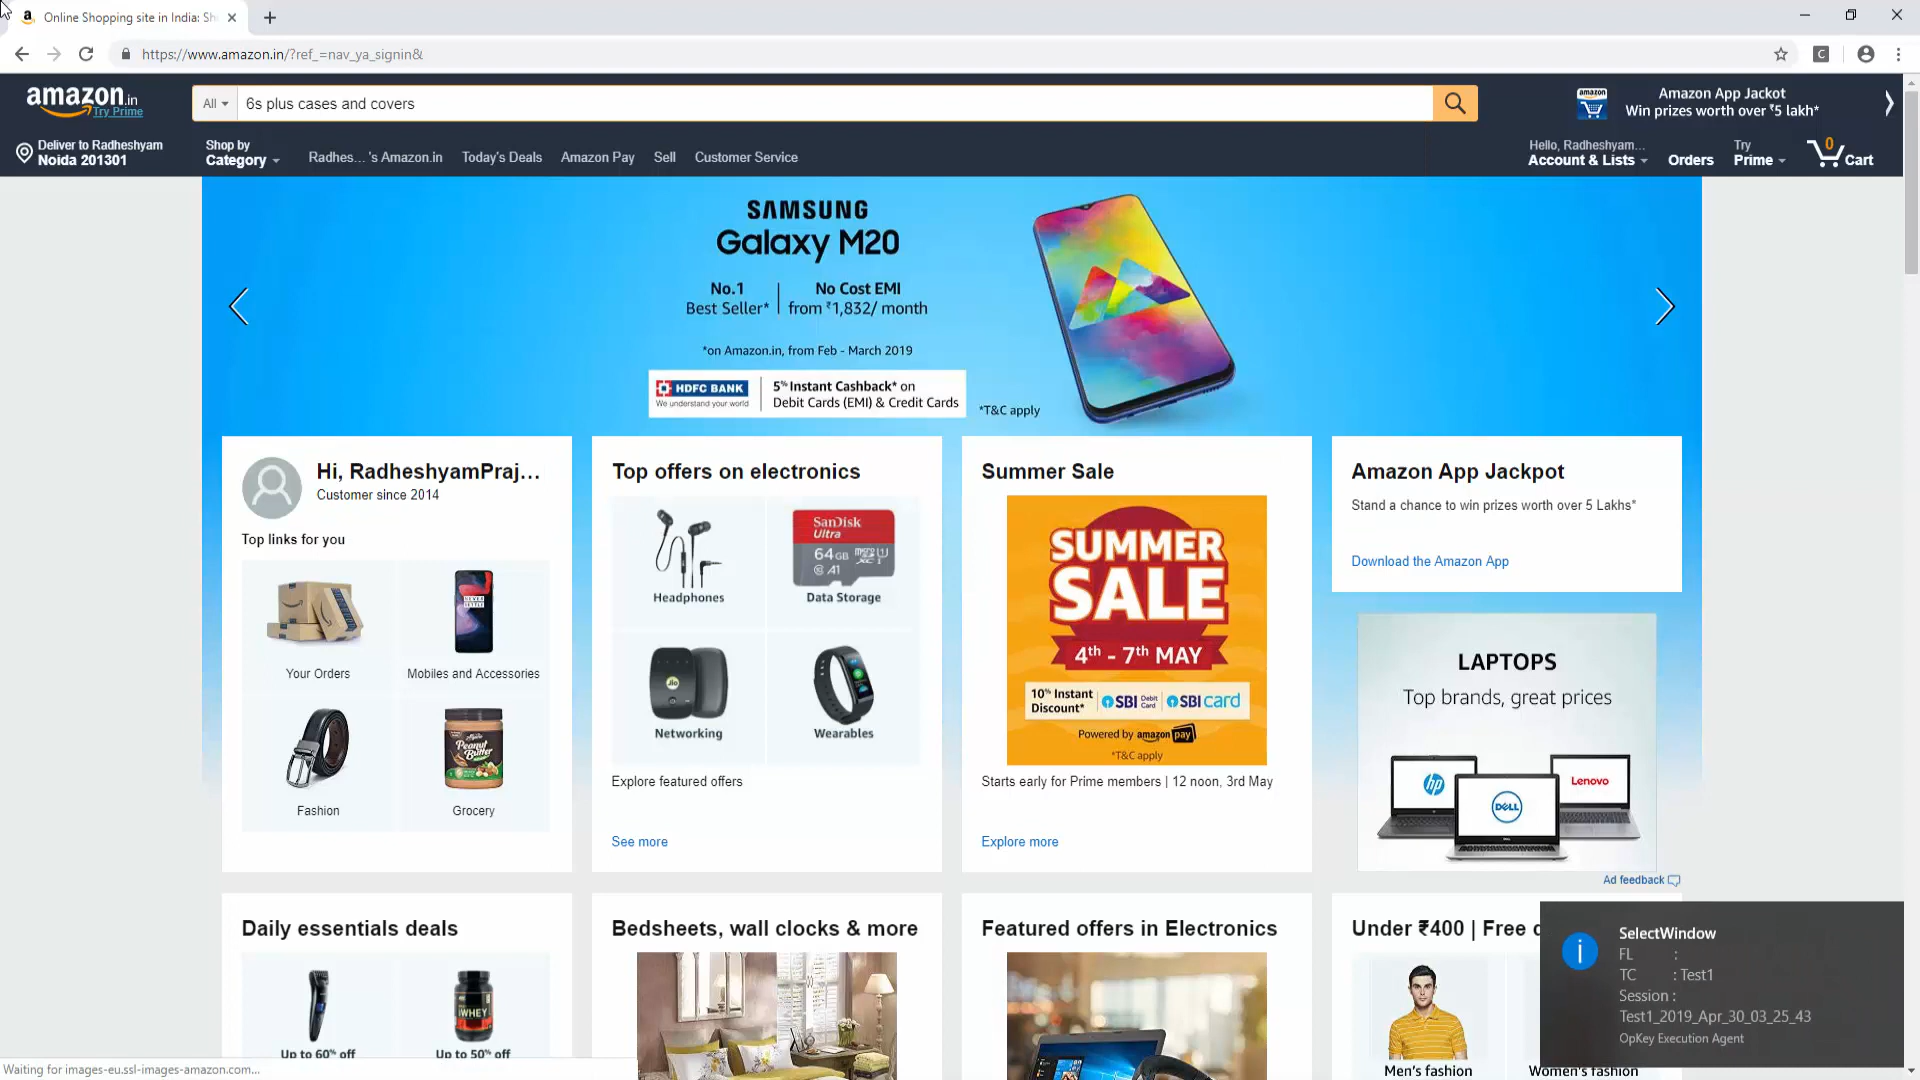 Online Shopping site in India: Sh
https://www.amazon.in/?ref_=nav_ya_signin&
amazon.in
Try Prime
All
6s plus cases and covers
Amazon App Jackot
Win prizes worth over ₹5 lakh*
Deliver to Radheshyam
Noida 201301
Shop by
Category
Radhes... 's Amazon.in
Today's Deals
Amazon Pay
Sell
Customer Service
Hello, Radheshyam...
Account & Lists
Orders
Try
Prime
0
Cart
SAMSUNG
Galaxy M20
No.1
Best Seller*
No Cost EMI
from ₹1,832/ month
*on Amazon.in, from Feb - March 2019
HDFC BANK
We understand your world
5% Instant Cashback* on
Debit Cards (EMI) & Credit Cards
*T&C apply
Hi, RadheshyamPraj...
Customer since 2014
Top links for you
Your Orders
Mobiles and Accessories
Fashion
Grocery
Top offers on electronics
SanDisk
Ultra
64GB
A1
Headphones
Data Storage
Jio
Networking
Wearables
Explore featured offers
See more
Summer Sale
SUMMER
SALE
4th - 7th MAY
10% Instant
Discount*
SBI Debit Card
SBI card
Powered by amazon pay
*T&C apply
Starts early for Prime members | 12 noon, 3rd May
Explore more
Amazon App Jackpot
Stand a chance to win prizes worth over 5 Lakhs*
Download the Amazon App
LAPTOPS
Top brands, great prices
hp
DELL
Lenovo
Ad feedback
Daily essentials deals
Up to 60% off
WHEY
Up to 50% off
Bedsheets, wall clocks & more
Featured offers in Electronics
Under ₹400 | Free d
Men's fashion
Women's fashion
SelectWindow
FL :
TC : Test1
Session :
Test1_2019_Apr_30_03_25_43
OpKey Execution Agent
Waiting for images-eu.ssl-images-amazon.com...